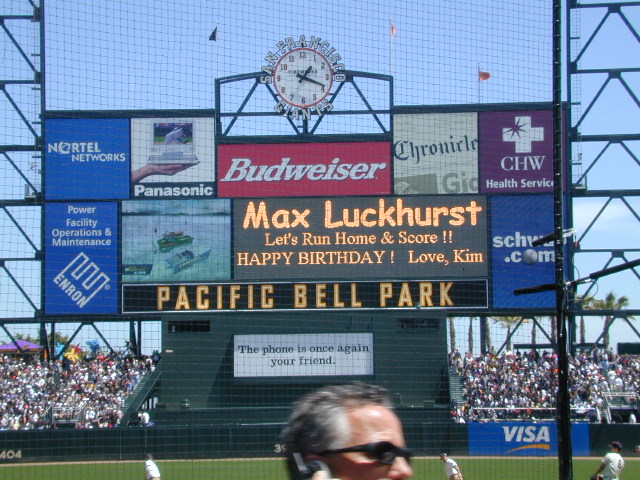 SAN FRANCISCO
GIANTS
NORTEL
NETWORKS
Panasonic
Budweiser
Chronicle
CHW
Health Service
Power
Facility
Operations &
Maintenance
ENRON
Max Luckhurst
Let's Run Home & Score !!
HAPPY BIRTHDAY ! Love, Kim
schw
.com
PACIFIC BELL PARK
The phone is once again
your friend.
VISA
404